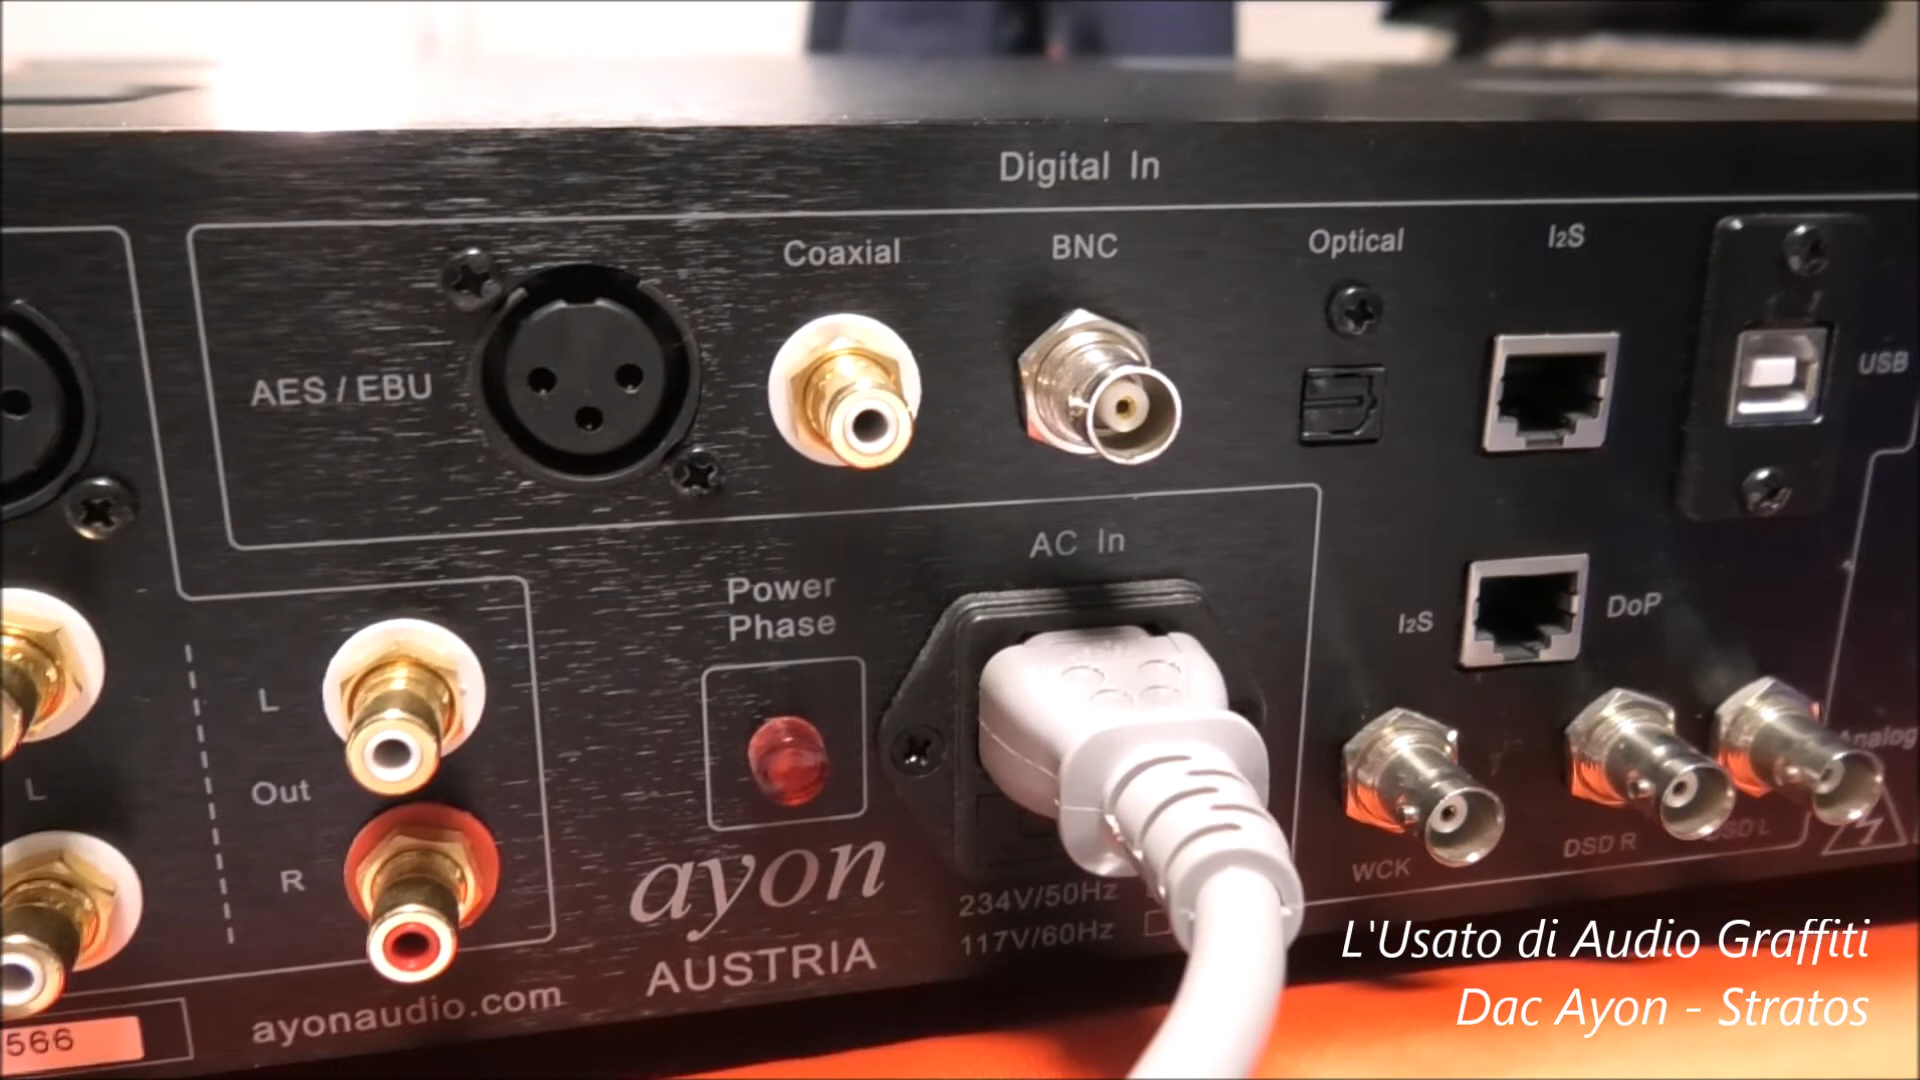 Digital In
Coaxial
BNC
Optical
I2S
USB
AES / EBU
AC In
Power
Phase
I2S
DoP
L
Out
R
L
WCK
DSD R
DSD L
Analog
ayon
AUSTRIA
234V/50Hz
117V/60Hz
ayonaudio.com
566
L'Usato di Audio Graffiti
Dac Ayon - Stratos